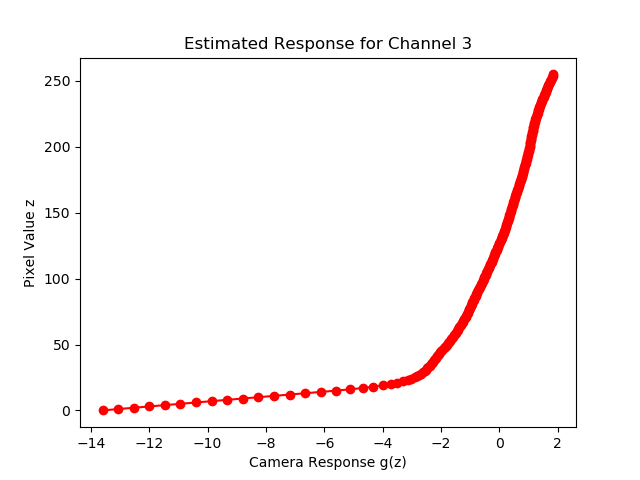 Estimated Response for Channel 3
250
200
150
100
50
0
Pixel Value z
−14 −12 −10 −8 −6 −4 −2 0 2
Camera Response g(z)